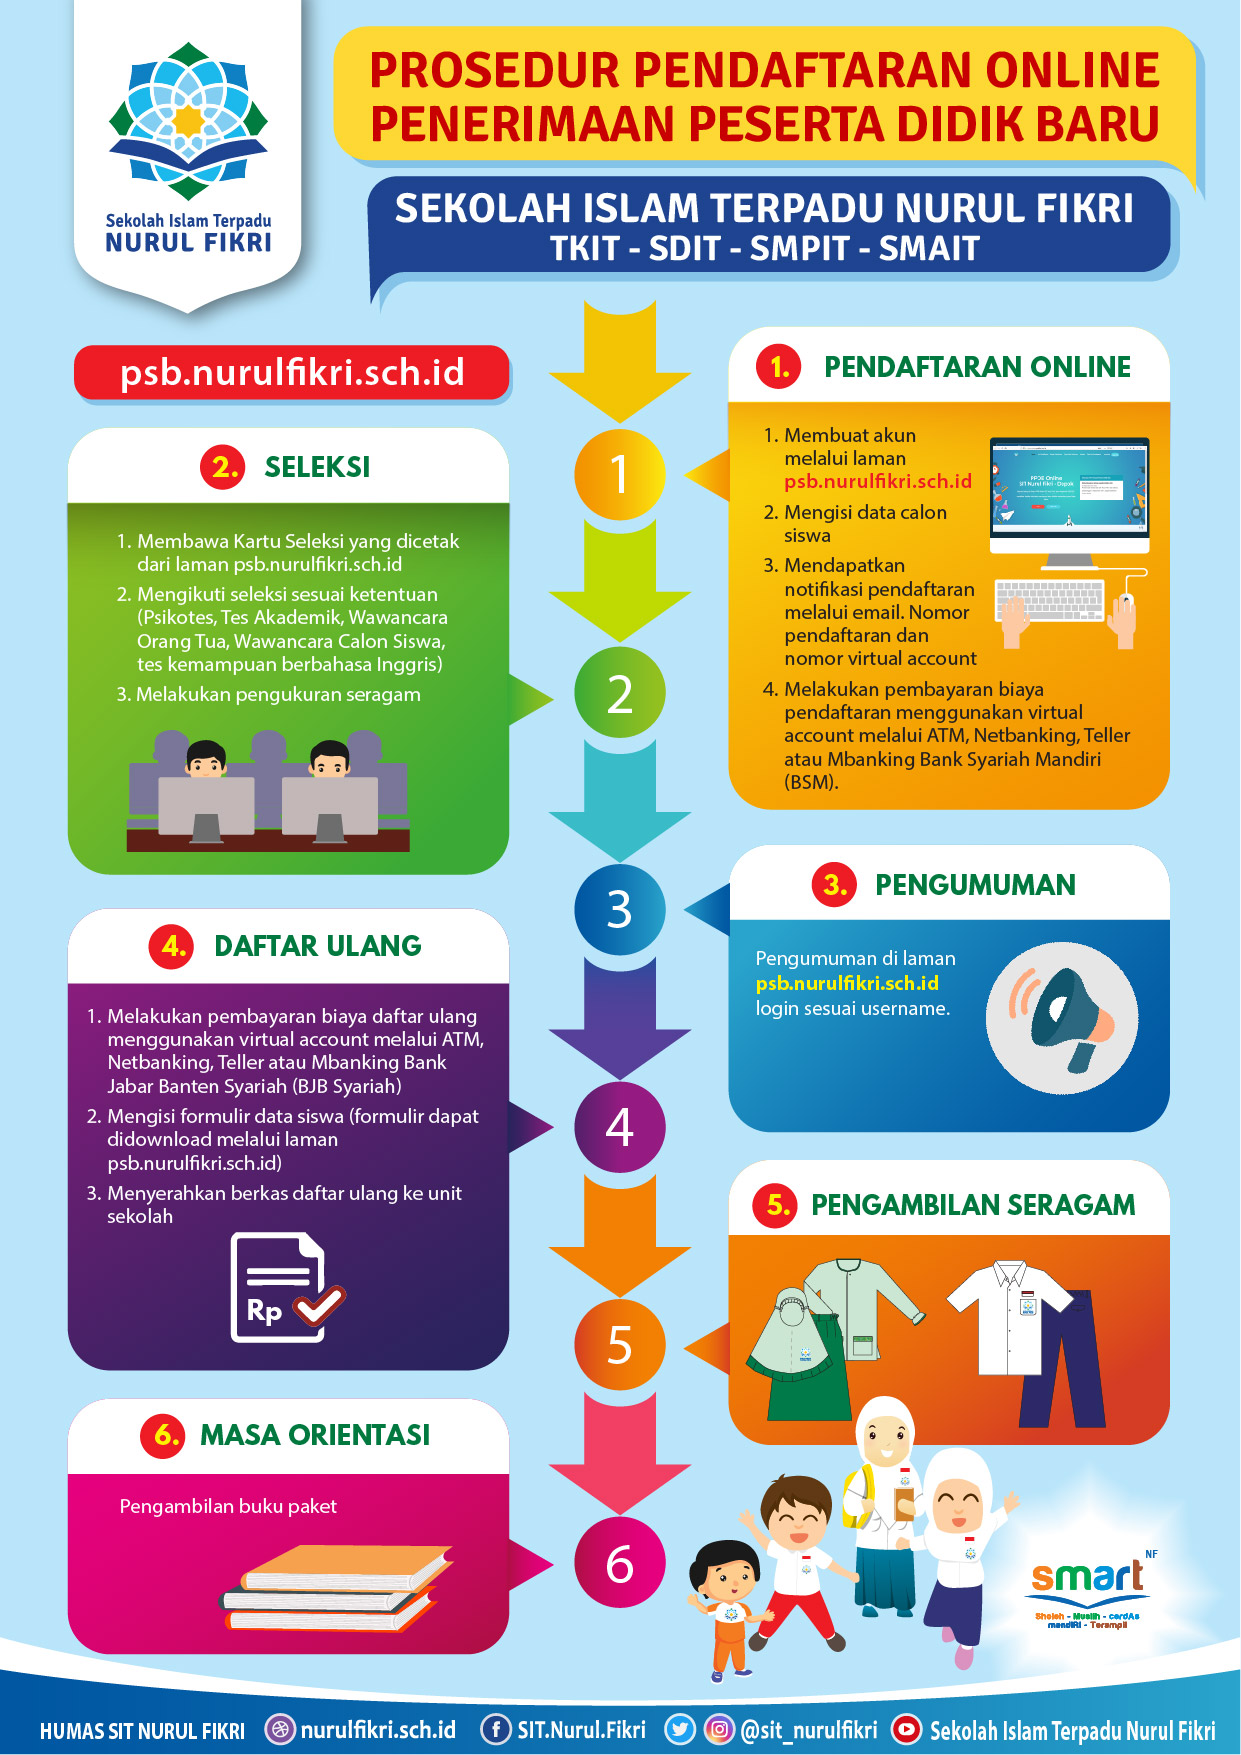 Sekolah Islam Terpadu
NURUL FIKRI
PROSEDUR PENDAFTARAN ONLINE
PENERIMAAN PESERTA DIDIK BARU
SEKOLAH ISLAM TERPADU NURUL FIKRI
TKIT - SDIT - SMPIT - SMAIT
psb.nurulfikri.sch.id
1
1. PENDAFTARAN ONLINE
1. Membuat akun
melalui laman
psb.nurulfikri.sch.id
2. Mengisi data calon
siswa
3. Mendapatkan
notifikasi pendaftaran
melalui email. Nomor
pendaftaran dan
nomor virtual account
4. Melakukan pembayaran biaya
pendaftaran menggunakan virtual
account melalui ATM, Netbanking, Teller
atau Mbanking Bank Syariah Mandiri
(BSM).
PPDB Online
SIT Nurul Fikri - Depok
2. SELEKSI
1. Membawa Kartu Seleksi yang dicetak
dari laman psb.nurulfikri.sch.id
2. Mengikuti seleksi sesuai ketentuan
(Psikotes, Tes Akademik, Wawancara
Orang Tua, Wawancara Calon Siswa,
tes kemampuan berbahasa Inggris)
3. Melakukan pengukuran seragam
2
3
3. PENGUMUMAN
Pengumuman di laman
psb.nurulfikri.sch.id
login sesuai username.
4. DAFTAR ULANG
1. Melakukan pembayaran biaya daftar ulang
menggunakan virtual account melalui ATM,
Netbanking, Teller atau Mbanking Bank
Jabar Banten Syariah (BJB Syariah)
2. Mengisi formulir data siswa (formulir dapat
didownload melalui laman
psb.nurulfikri.sch.id)
3. Menyerahkan berkas daftar ulang ke unit
sekolah
Rp
4
5. PENGAMBILAN SERAGAM
5
6. MASA ORIENTASI
Pengambilan buku paket
6
smart NF
Sholeh - Muslih - cerdAs
mandiRi - Terampil
HUMAS SIT NURUL FIKRI nurulfikri.sch.id SIT.Nurul.Fikri @sit_nurulfikri Sekolah Islam Terpadu Nurul Fikri